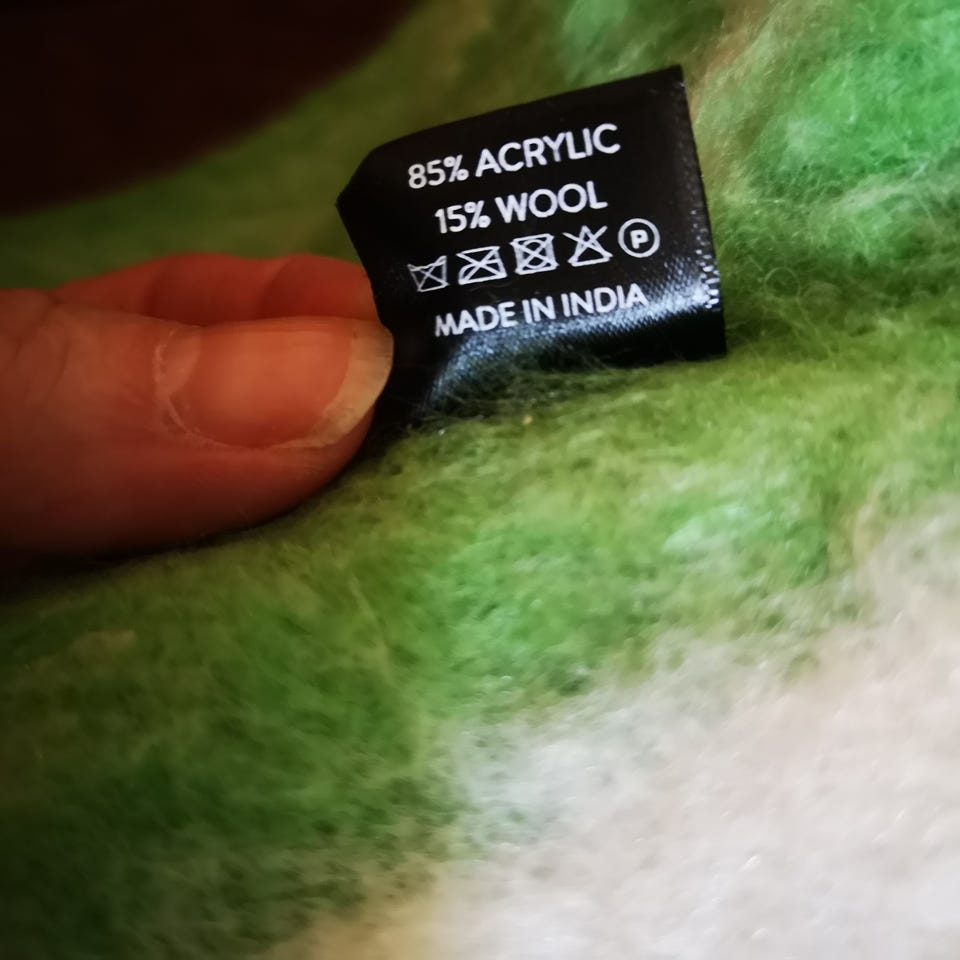 85% ACRYLIC
15% WOOL
P
MADE IN INDIA